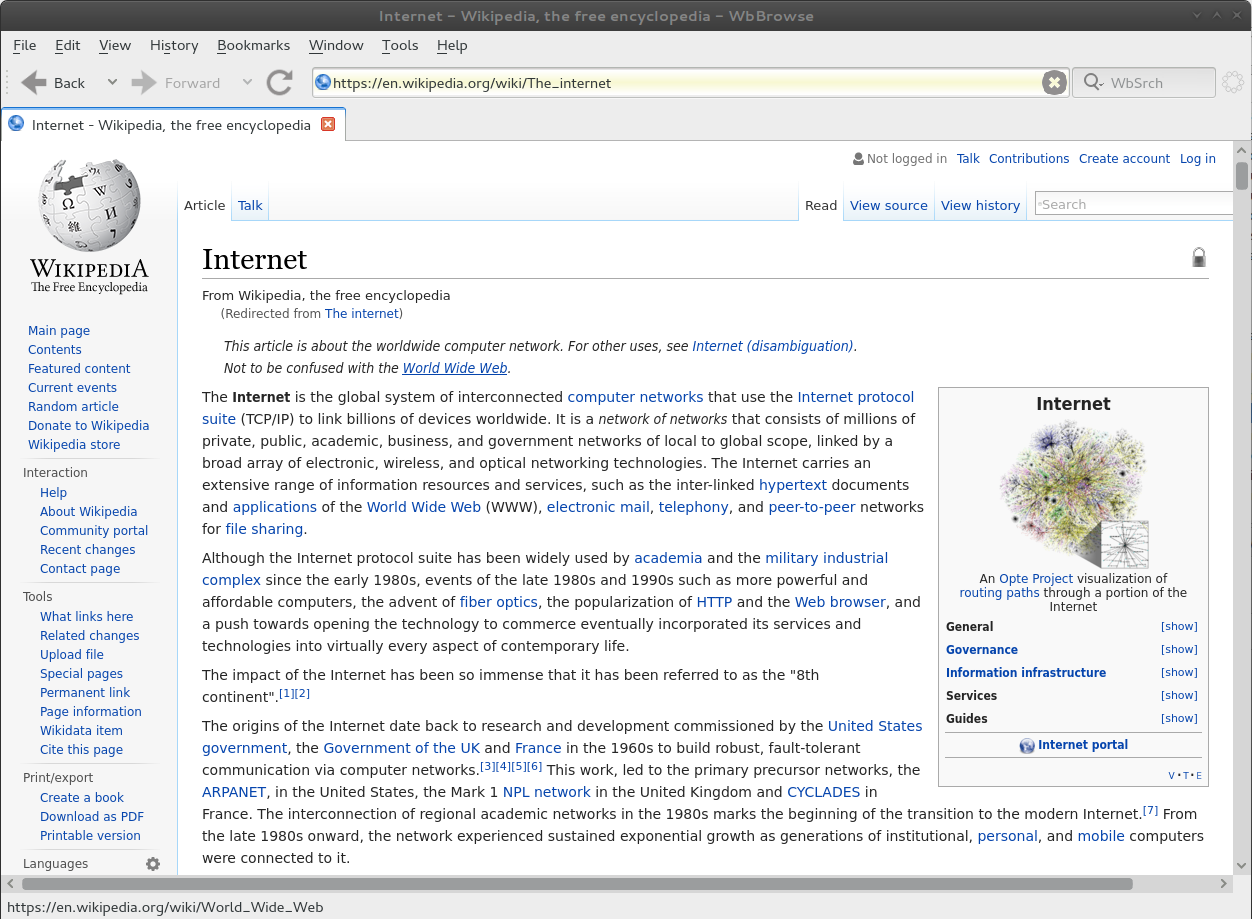 Internet - Wikipedia, the free encyclopedia - WbBrowse
File Edit View History Bookmarks Window Tools Help
Back Forward https://en.wikipedia.org/wiki/The_internet WbSrch
Internet - Wikipedia, the free encyclopedia
Not logged in Talk Contributions Create account Log in
Article Talk Read View source View history Search
WIKIPEDIA
The Free Encyclopedia
Main page
Contents
Featured content
Current events
Random article
Donate to Wikipedia
Wikipedia store
Interaction
Help
About Wikipedia
Community portal
Recent changes
Contact page
Tools
What links here
Related changes
Upload file
Special pages
Permanent link
Page information
Wikidata item
Cite this page
Print/export
Create a book
Download as PDF
Printable version
Languages
Internet
From Wikipedia, the free encyclopedia
(Redirected from The internet)
This article is about the worldwide computer network. For other uses, see Internet (disambiguation).
Not to be confused with the World Wide Web.
The Internet is the global system of interconnected computer networks that use the Internet protocol
suite (TCP/IP) to link billions of devices worldwide. It is a network of networks that consists of millions of
private, public, academic, business, and government networks of local to global scope, linked by a
broad array of electronic, wireless, and optical networking technologies. The Internet carries an
extensive range of information resources and services, such as the inter-linked hypertext documents
and applications of the World Wide Web (WWW), electronic mail, telephony, and peer-to-peer networks
for file sharing.
Although the Internet protocol suite has been widely used by academia and the military industrial
complex since the early 1980s, events of the late 1980s and 1990s such as more powerful and
affordable computers, the advent of fiber optics, the popularization of HTTP and the Web browser, and
a push towards opening the technology to commerce eventually incorporated its services and
technologies into virtually every aspect of contemporary life.
The impact of the Internet has been so immense that it has been referred to as the "8th
continent".[1][2]
The origins of the Internet date back to research and development commissioned by the United States
government, the Government of the UK and France in the 1960s to build robust, fault-tolerant
communication via computer networks.[3][4][5][6] This work, led to the primary precursor networks, the
ARPANET, in the United States, the Mark 1 NPL network in the United Kingdom and CYCLADES in
France. The interconnection of regional academic networks in the 1980s marks the beginning of the transition to the modern Internet.[7] From
the late 1980s onward, the network experienced sustained exponential growth as generations of institutional, personal, and mobile computers
were connected to it.
Internet
An Opte Project visualization of
routing paths through a portion of the
Internet
General [show]
Governance [show]
Information infrastructure [show]
Services [show]
Guides [show]
Internet portal
V • T • E
https://en.wikipedia.org/wiki/World_Wide_Web